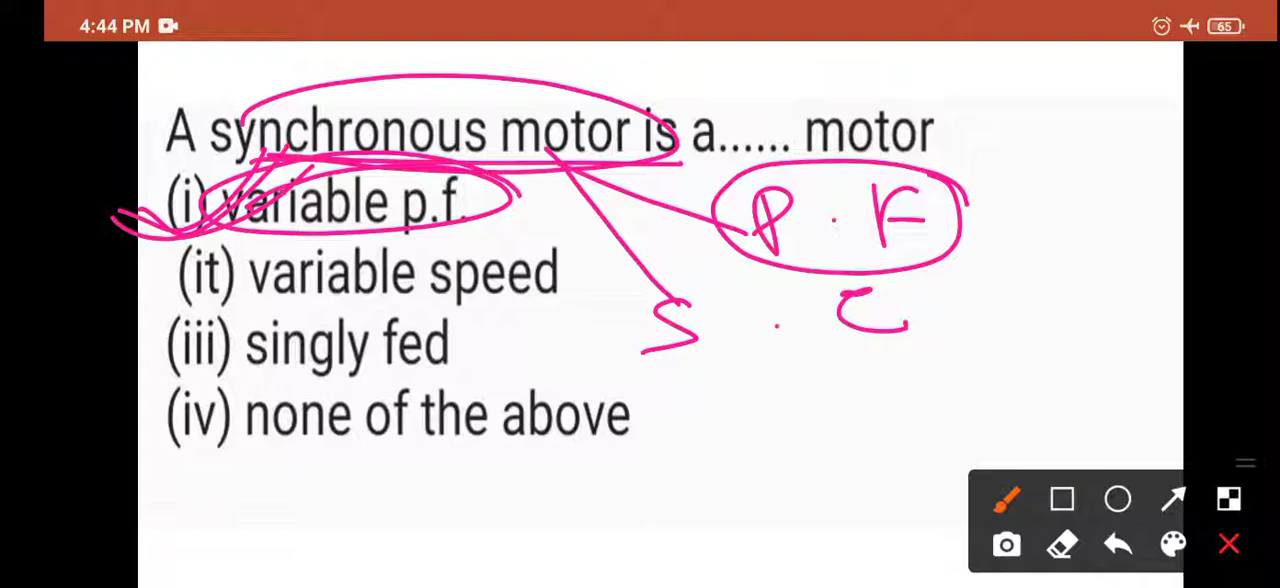 4:44 PM
65
A synchronous motor is a...... motor
(i) variable p.f.
P . F
(it) variable speed
S . C
(iii) singly fed
(iv) none of the above